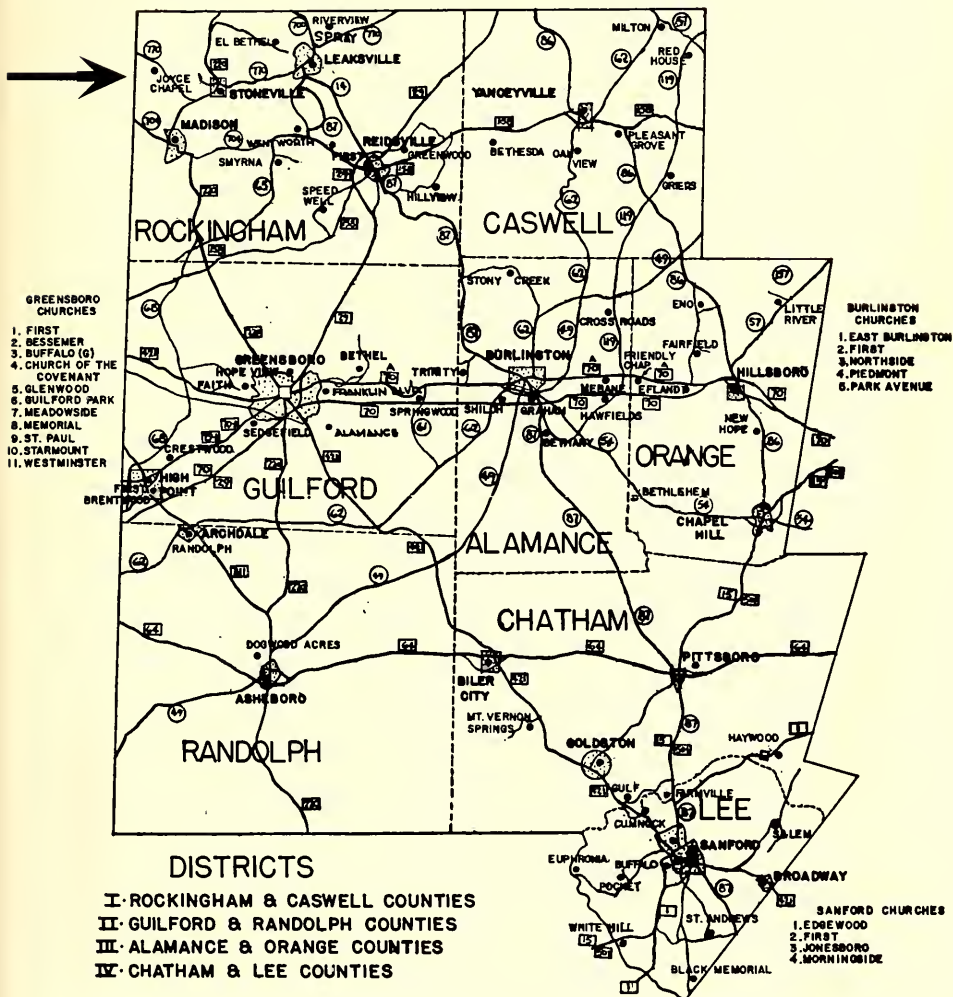 RIVERVIEW
SPRAY
EL BETHEL
LEAKSVILLE
JOYCE
CHAPEL
STONEVILLE
MADISON
WENTWORTH
REIDSVILLE
FIRST
GREENWOOD
SMYRNA
SPEED
WELL
HILLVIEW
ROCKINGHAM
MILTON
RED
HOUSE
YANCEYVILLE
BETHESDA
OAK
VIEW
PLEASANT
GROVE
GRIERS
CASWELL
GREENSBORO
CHURCHES
1. FIRST
2. BESSEMER
3. BUFFALO (G)
4. CHURCH OF THE
COVENANT
5. GLENWOOD
6. GUILFORD PARK
7. MEADOWSIDE
8. MEMORIAL
9. ST. PAUL
10. STARMOUNT
11. WESTMINSTER
GREENSBORO
HOPE VIEW
BETHEL
FAITH
FRANKLIN BLVD.
SPRINGWOOD
SEDGEFIELD
ALAMANCE
CRESTWOOD
HIGH
POINT
FIRST
BRENTWOOD
GUILFORD
STONY
CREEK
CROSS ROADS
BURLINGTON
TRINITY
SHILOH
GRAHAM
MEBANE
HAWFIELDS
BETHANY
ALAMANCE
ENO
LITTLE
RIVER
FAIRFIELD
FRIENDLY
CHAP.
EFLAND
HILLSBORO
NEW
HOPE
ORANGE
BETHLEHEM
CHAPEL
HILL
BURLINGTON
CHURCHES
1. EAST BURLINGTON
2. FIRST
3. NORTHSIDE
4. PIEDMONT
5. PARK AVENUE
ARCHDALE
RANDOLPH
DOGWOOD ACRES
ASHEBORO
RANDOLPH
CHATHAM
PITTSBORO
SILER
CITY
MT. VERNON
SPRINGS
GOLDSTON
HAYWOOD
GULF
FARMVILLE
CUMNOCK
LEE
SANFORD
SALEM
EUPHRONIA
BUFFALO
POCKET
BROADWAY
WHITE HILL
ST. ANDREWS
BLACK MEMORIAL
SANFORD CHURCHES
1. EDGEWOOD
2. FIRST
3. JONESBORO
4. MORNINGSIDE
DISTRICTS
I. ROCKINGHAM & CASWELL COUNTIES
II. GUILFORD & RANDOLPH COUNTIES
III. ALAMANCE & ORANGE COUNTIES
IV. CHATHAM & LEE COUNTIES